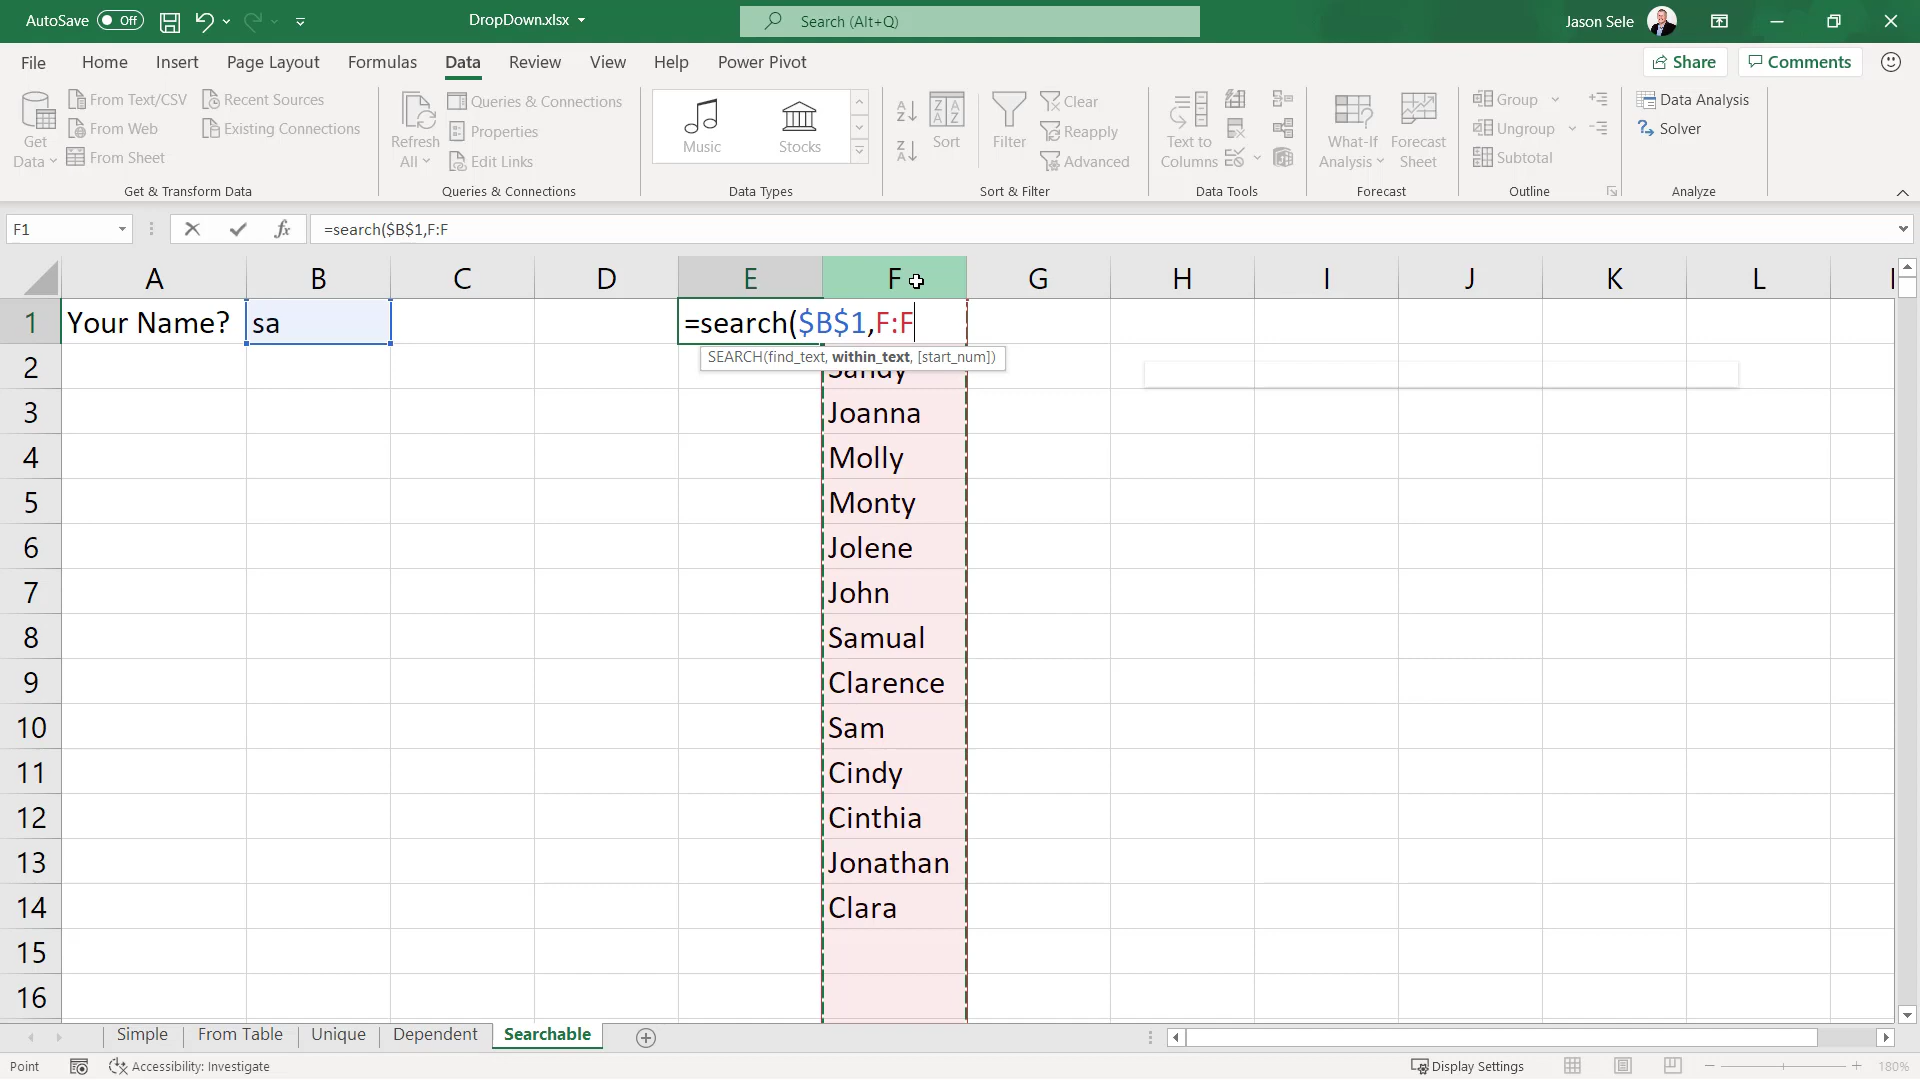 AutoSave Off DropDown.xlsx Search (Alt+Q) Jason Sele
File Home Insert Page Layout Formulas Data Review View Help Power Pivot Share Comments
Get Data
From Text/CSV
From Web
From Sheet
Recent Sources
Existing Connections
Get & Transform Data
Refresh All
Queries & Connections
Properties
Edit Links
Queries & Connections
Music
Stocks
Data Types
Sort
Filter
Clear
Reapply
Advanced
Sort & Filter
Text to Columns
Data Tools
What-If Analysis
Forecast Sheet
Forecast
Group
Ungroup
Subtotal
Outline
Data Analysis
Solver
Analyze
F1 fx =search($B$1,F:F
A B C D E F G H I J K L
1 Your Name? sa =search($B$1,F:F
SEARCH(find_text, within_text, [start_num])
2 Sandy
3 Joanna
4 Molly
5 Monty
6 Jolene
7 John
8 Samual
9 Clarence
10 Sam
11 Cindy
12 Cinthia
13 Jonathan
14 Clara
15
16
Simple From Table Unique Dependent Searchable
Point Accessibility: Investigate Display Settings 180%